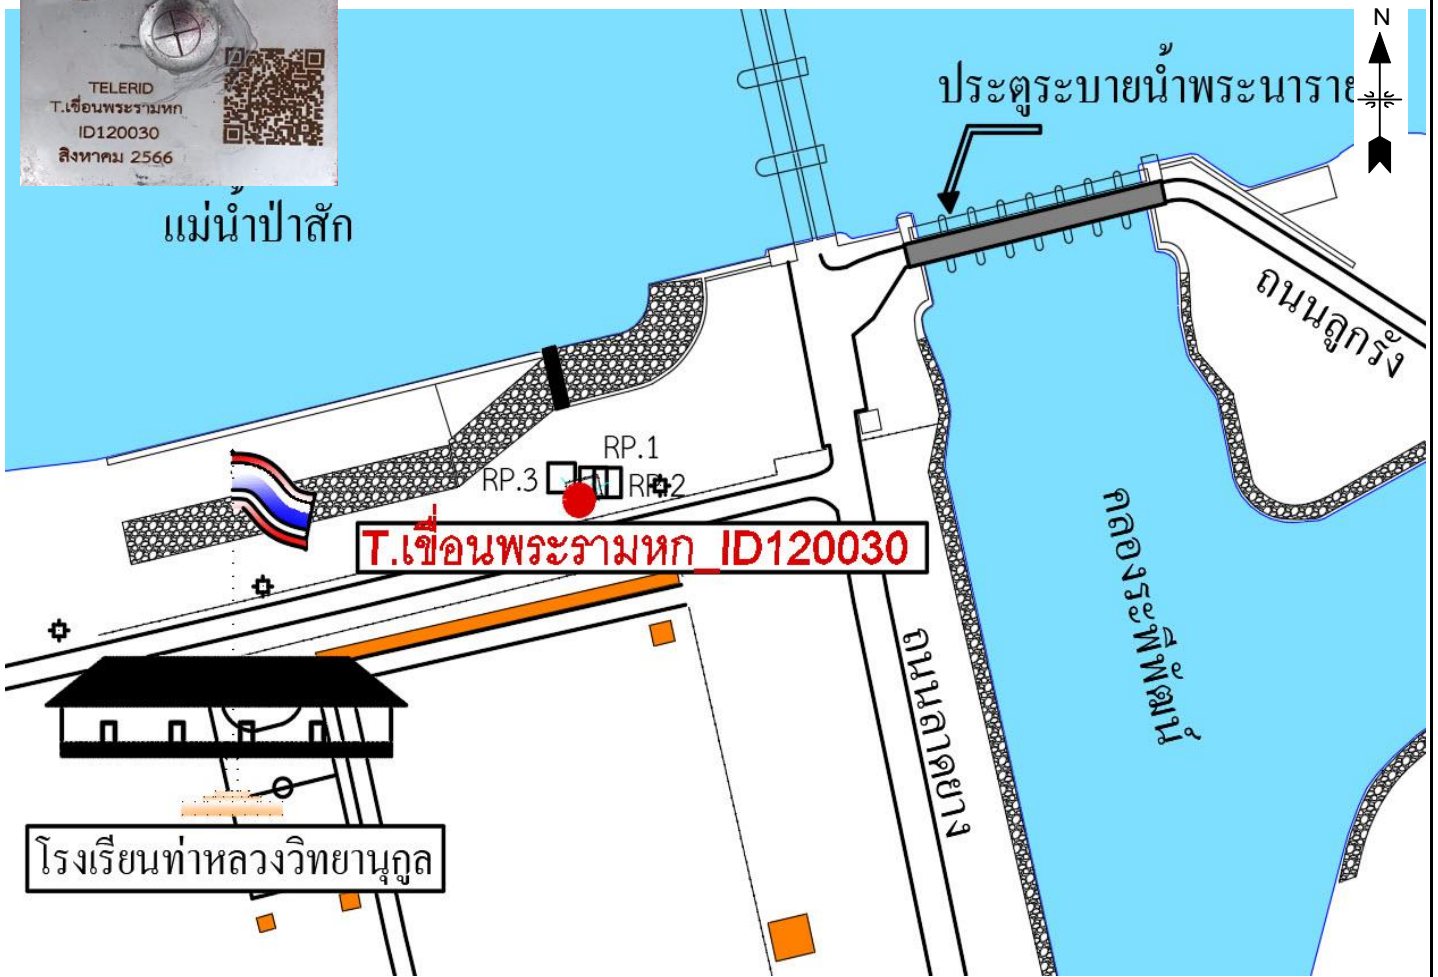 TELERID
T.เขื่อนพระรามหก
ID120030
สิงหาคม 2566
N
ประตูระบายน้ำพระนาราย
แม่น้ำป่าสัก
ถนนลูกรัง
RP.1
RP.3
RP.2
T.เขื่อนพระรามหก_ID120030
คลองระพีพัฒน์
ถนนลาดยาง
โรงเรียนท่าหลวงวิทยานุกูล